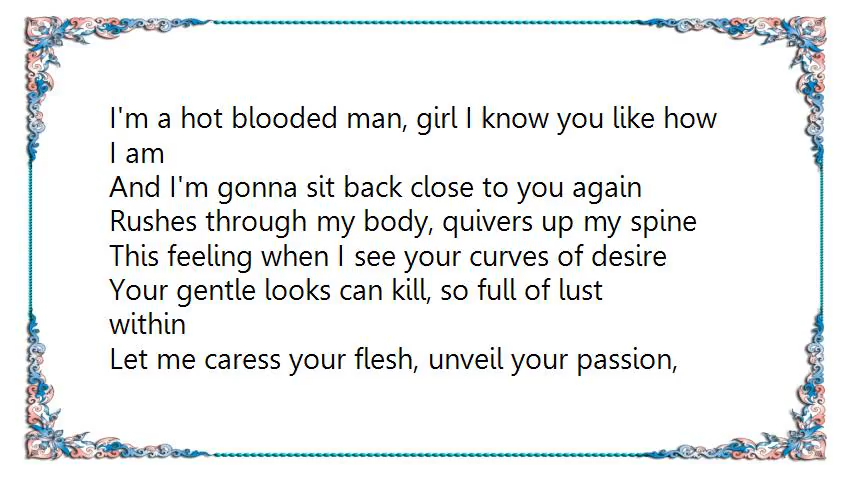 I'm a hot blooded man, girl I know you like how
I am
And I'm gonna sit back close to you again
Rushes through my body, quivers up my spine
This feeling when I see your curves of desire
Your gentle looks can kill, so full of lust
within
Let me caress your flesh, unveil your passion,